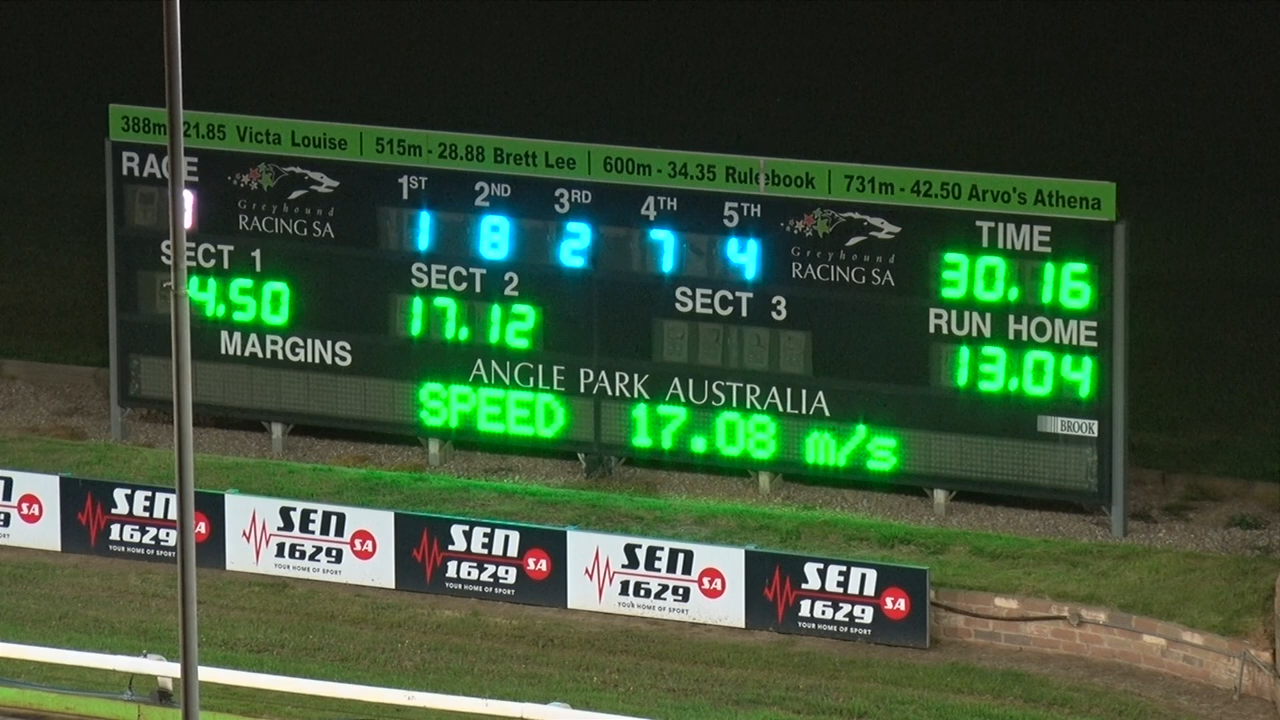 388m 21.85 Victa Louise | 515m - 28.88 Brett Lee | 600m - 34.35 Rulebook | 731m - 42.50 Arvo's Athena
RACE
Greyhound
RACING SA
1ST 2ND 3RD 4TH 5TH
1 8 2 7 4
Greyhound
RACING SA
TIME
30.16
SECT 1
4.50
SECT 2
17.12
SECT 3
RUN HOME
13.04
MARGINS
ANGLE PARK AUSTRALIA
SPEED 17.08 m/s
BROOK
9 SA
SEN
1629 SA
YOUR HOME OF SPORT
SEN
1629 SA
YOUR HOME OF SPORT
SEN
1629 SA
YOUR HOME OF SPORT
SEN
1629 SA
YOUR HOME OF SPORT
SEN
1629 SA
YOUR HOME OF SPORT